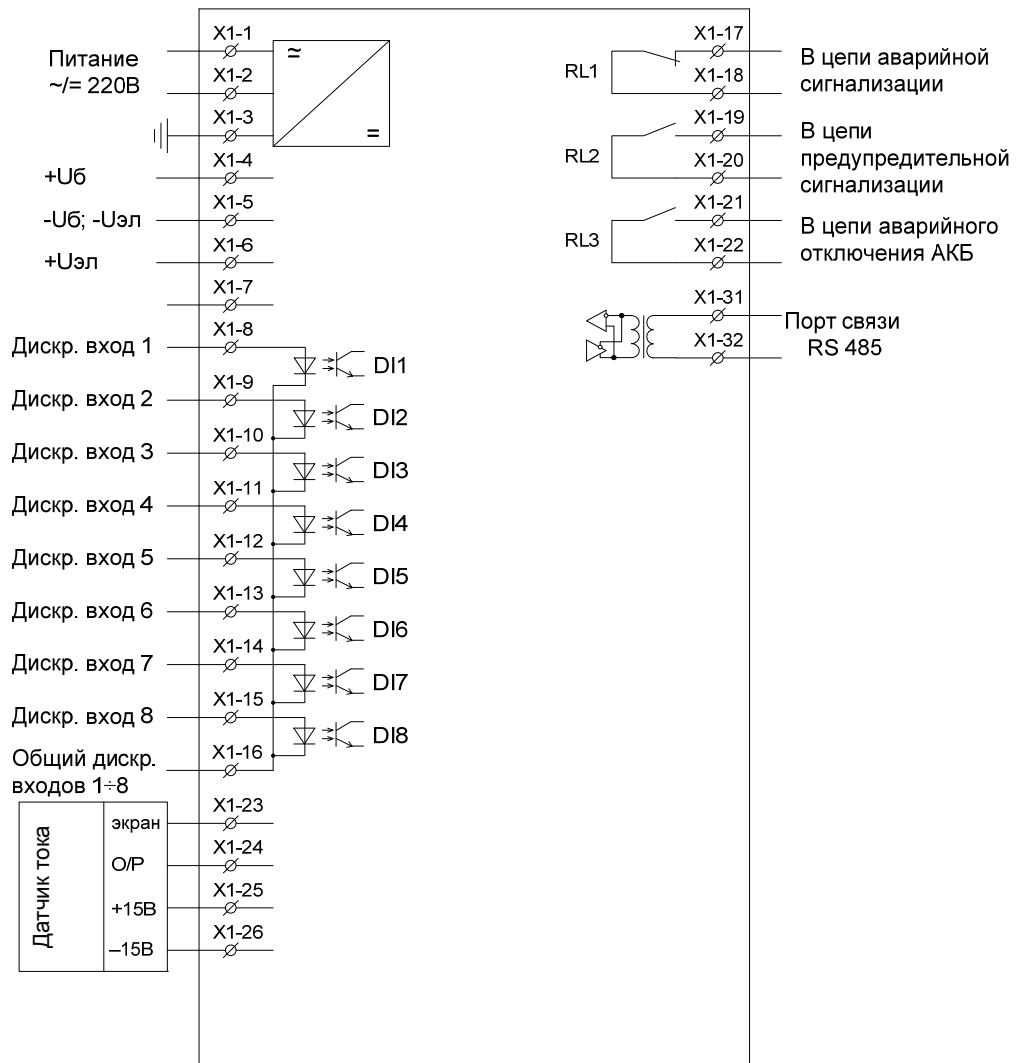 Питание
~/= 220В
+Uб
-Uб; -Uэл
+Uэл
Дискр. вход 1
Дискр. вход 2
Дискр. вход 3
Дискр. вход 4
Дискр. вход 5
Дискр. вход 6
Дискр. вход 7
Дискр. вход 8
Общий дискр.
входов 1÷8
Датчик тока
экран
О/Р
+15В
–15В
X1-1
X1-2
X1-3
X1-4
X1-5
X1-6
X1-7
X1-8
X1-9
X1-10
X1-11
X1-12
X1-13
X1-14
X1-15
X1-16
X1-23
X1-24
X1-25
X1-26
≃
=
DI1
DI2
DI3
DI4
DI5
DI6
DI7
DI8
RL1
RL2
RL3
X1-17
X1-18
X1-19
X1-20
X1-21
X1-22
X1-31
X1-32
В цепи аварийной
сигнализации
В цепи
предупредительной
сигнализации
В цепи аварийного
отключения АКБ
Порт связи
RS 485